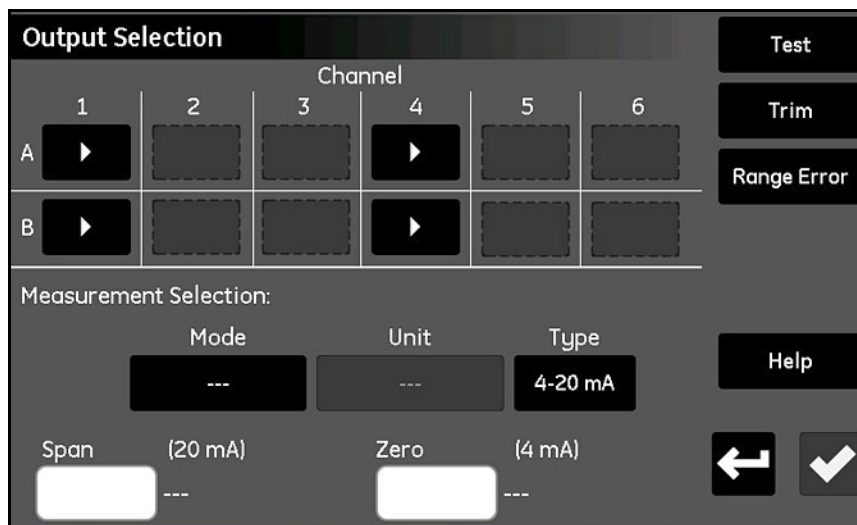 Output Selection
Test
Channel
1 2 3 4 5 6
Trim
A
Range Error
B
Measurement Selection:
Mode Unit Type
--- --- 4-20 mA
Help
Span (20 mA) Zero (4 mA)
--- ---